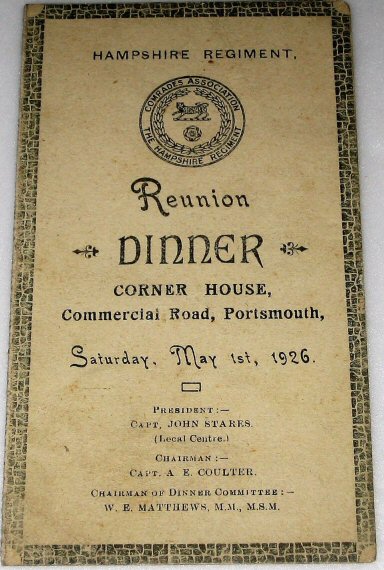 HAMPSHIRE REGIMENT,
COMRADES ASSOCIATION
THE HAMPSHIRE REGIMENT
Reunion
DINNER
CORNER HOUSE,
Commercial Road, Portsmouth,
Saturday, May 1st, 1926.
PRESIDENT :—
CAPT. JOHN STARES.
(Local Centre.)
CHAIRMAN :—
CAPT. A. E. COULTER.
CHAIRMAN OF DINNER COMMITTEE :—
W. E. MATTHEWS, M.M., M.S.M.